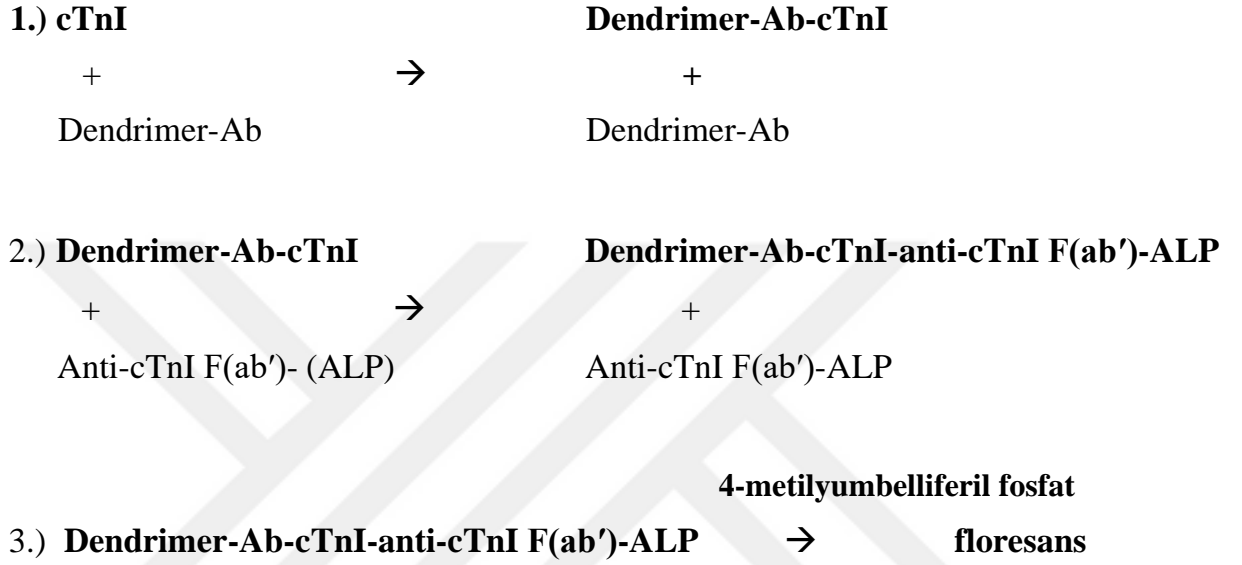 1.) cTnI Dendrimer-Ab-cTnI
+ → +
Dendrimer-Ab Dendrimer-Ab
2.) Dendrimer-Ab-cTnI Dendrimer-Ab-cTnI-anti-cTnI F(ab′)-ALP
+ → +
Anti-cTnI F(ab′)- (ALP) Anti-cTnI F(ab′)-ALP
4-metilyumbelliferil fosfat
3.) Dendrimer-Ab-cTnI-anti-cTnI F(ab′)-ALP → floresans